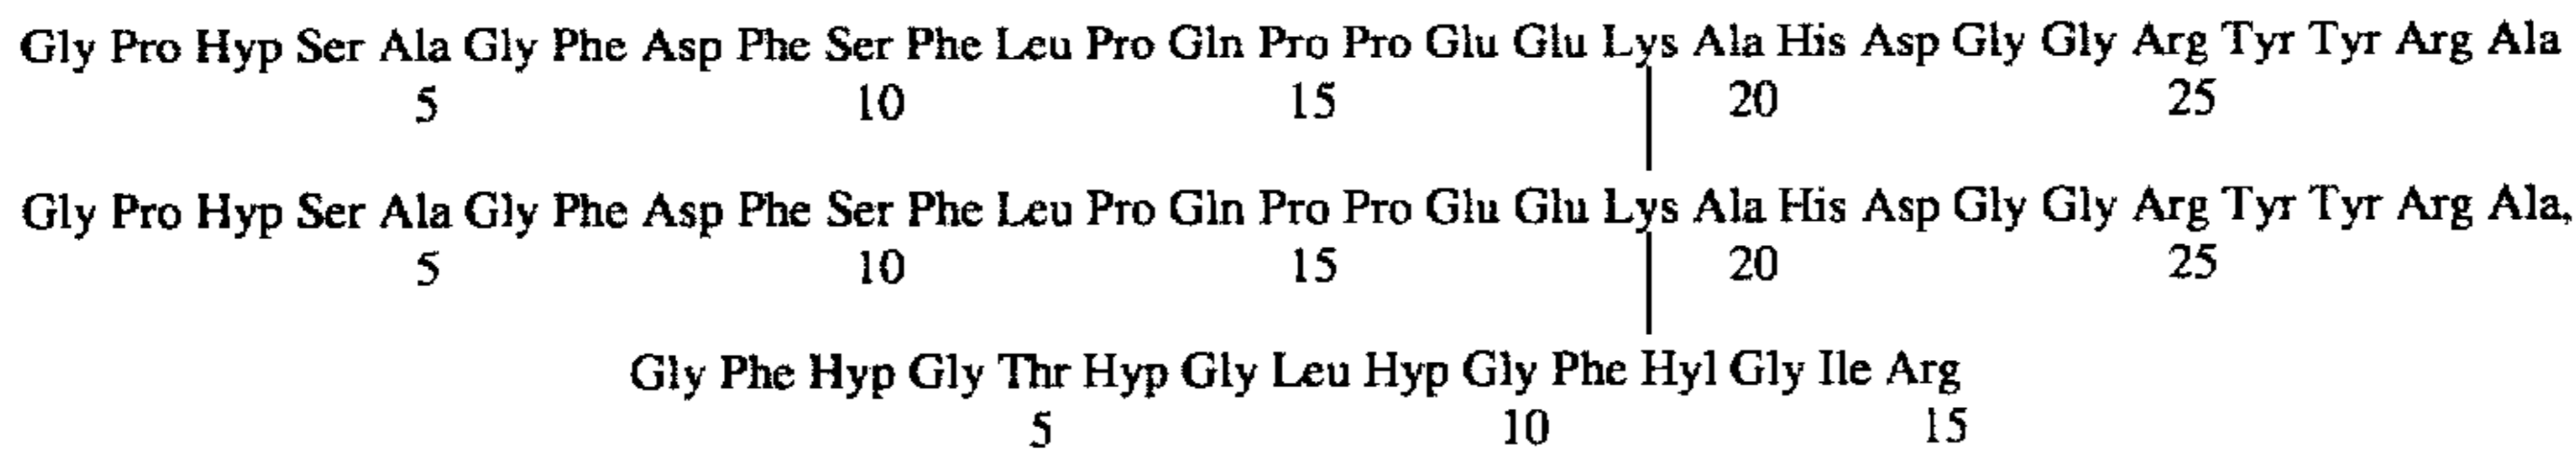 Gly Pro Hyp Ser Ala Gly Phe Asp Phe Ser Phe Leu Pro Gln Pro Pro Glu Glu Lys Ala His Asp Gly Gly Arg Tyr Tyr Arg Ala
5 10 15 20 25
Gly Pro Hyp Ser Ala Gly Phe Asp Phe Ser Phe Leu Pro Gln Pro Pro Glu Glu Lys Ala His Asp Gly Gly Arg Tyr Tyr Arg Ala,
5 10 15 20 25
Gly Phe Hyp Gly Thr Hyp Gly Leu Hyp Gly Phe Hyl Gly Ile Arg
5 10 15